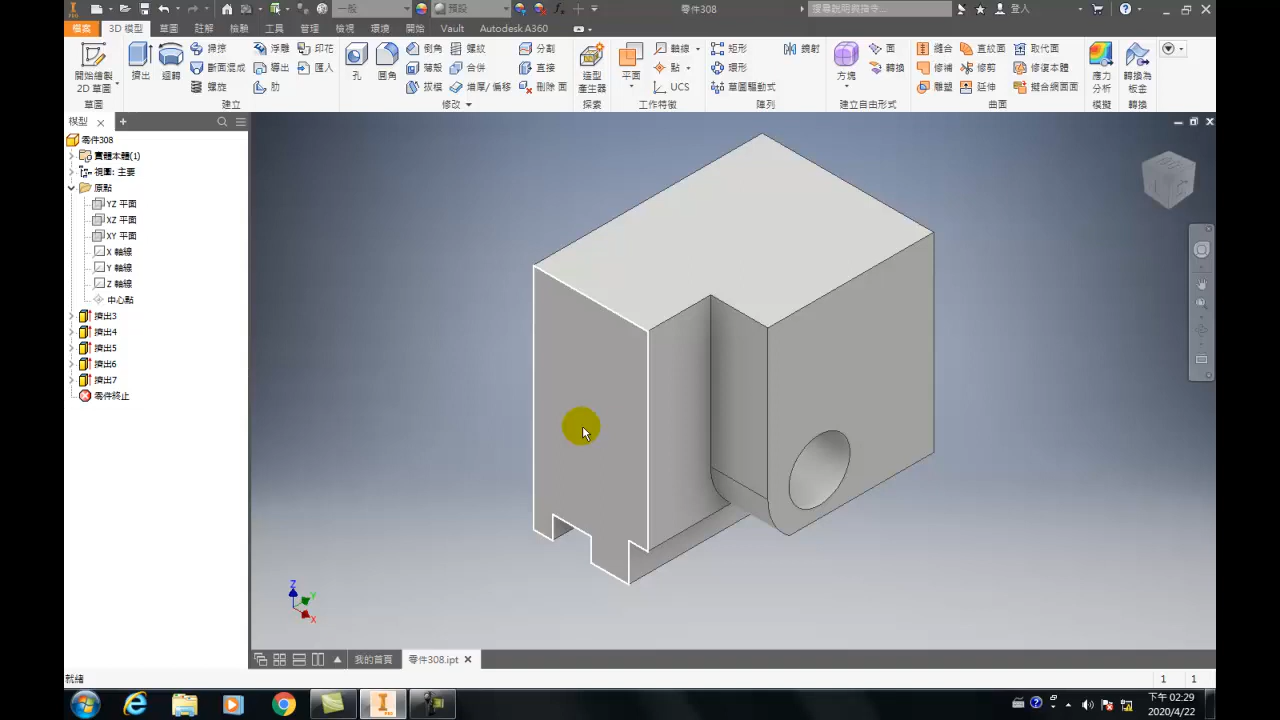 一般
預設
零件308
搜尋說明與指令...
登入
檔案 3D 模型 草圖 註解 檢驗 工具 管理 檢視 環境 開始 Vault Autodesk A360
開始繪製
2D 草圖
草圖
擠出
迴轉
掃掠
斷面混成
螺旋
浮雕
導出
肋
印花
匯入
建立
孔
圓角
倒角
薄殼
拔模
螺紋
合併
增厚/ 偏移
分割
直接
刪除 面
修改
造型
產生器
探索
平面
軸線
點
UCS
工作特徵
矩形
環形
草圖驅動式
鏡射
陣列
方塊
面
轉換
建立自由形式
縫合
修補
雕塑
直紋面
修剪
延伸
取代面
修復本體
擬合網面面
曲面
應力
分析
模擬
轉換為
板金
轉換
模型
零件308
實體本體(1)
視圖: 主要
原點
YZ 平面
XZ 平面
XY 平面
X 軸線
Y 軸線
Z 軸線
中心點
擠出3
擠出4
擠出5
擠出6
擠出7
零件終止
Z
Y
X
我的首頁
零件308.ipt
就緒
1 1
下午 02:29
2020/4/22